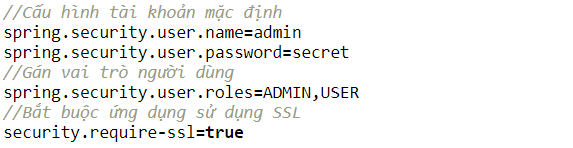 //Cấu hình tài khoản mặc định
spring.security.user.name=admin
spring.security.user.password=secret
//Gán vai trò người dùng
spring.security.user.roles=ADMIN,USER
//Bắt buộc ứng dụng sử dụng SSL
security.require-ssl=true